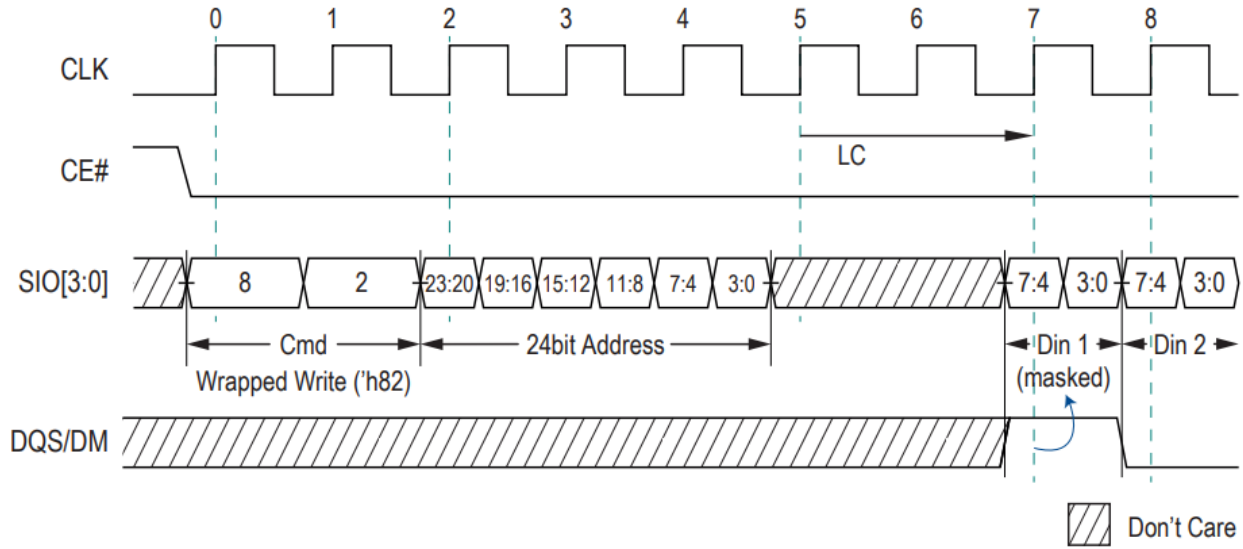 0 1 2 3 4 5 6 7 8
CLK
LC
CE#
SIO[3:0] 8 2 23:20 19:16 15:12 11:8 7:4 3:0 7:4 3:0 7:4 3:0
Cmd 24bit Address Din 1 Din 2
Wrapped Write ('h82) (masked)
DQS/DM
Don't Care